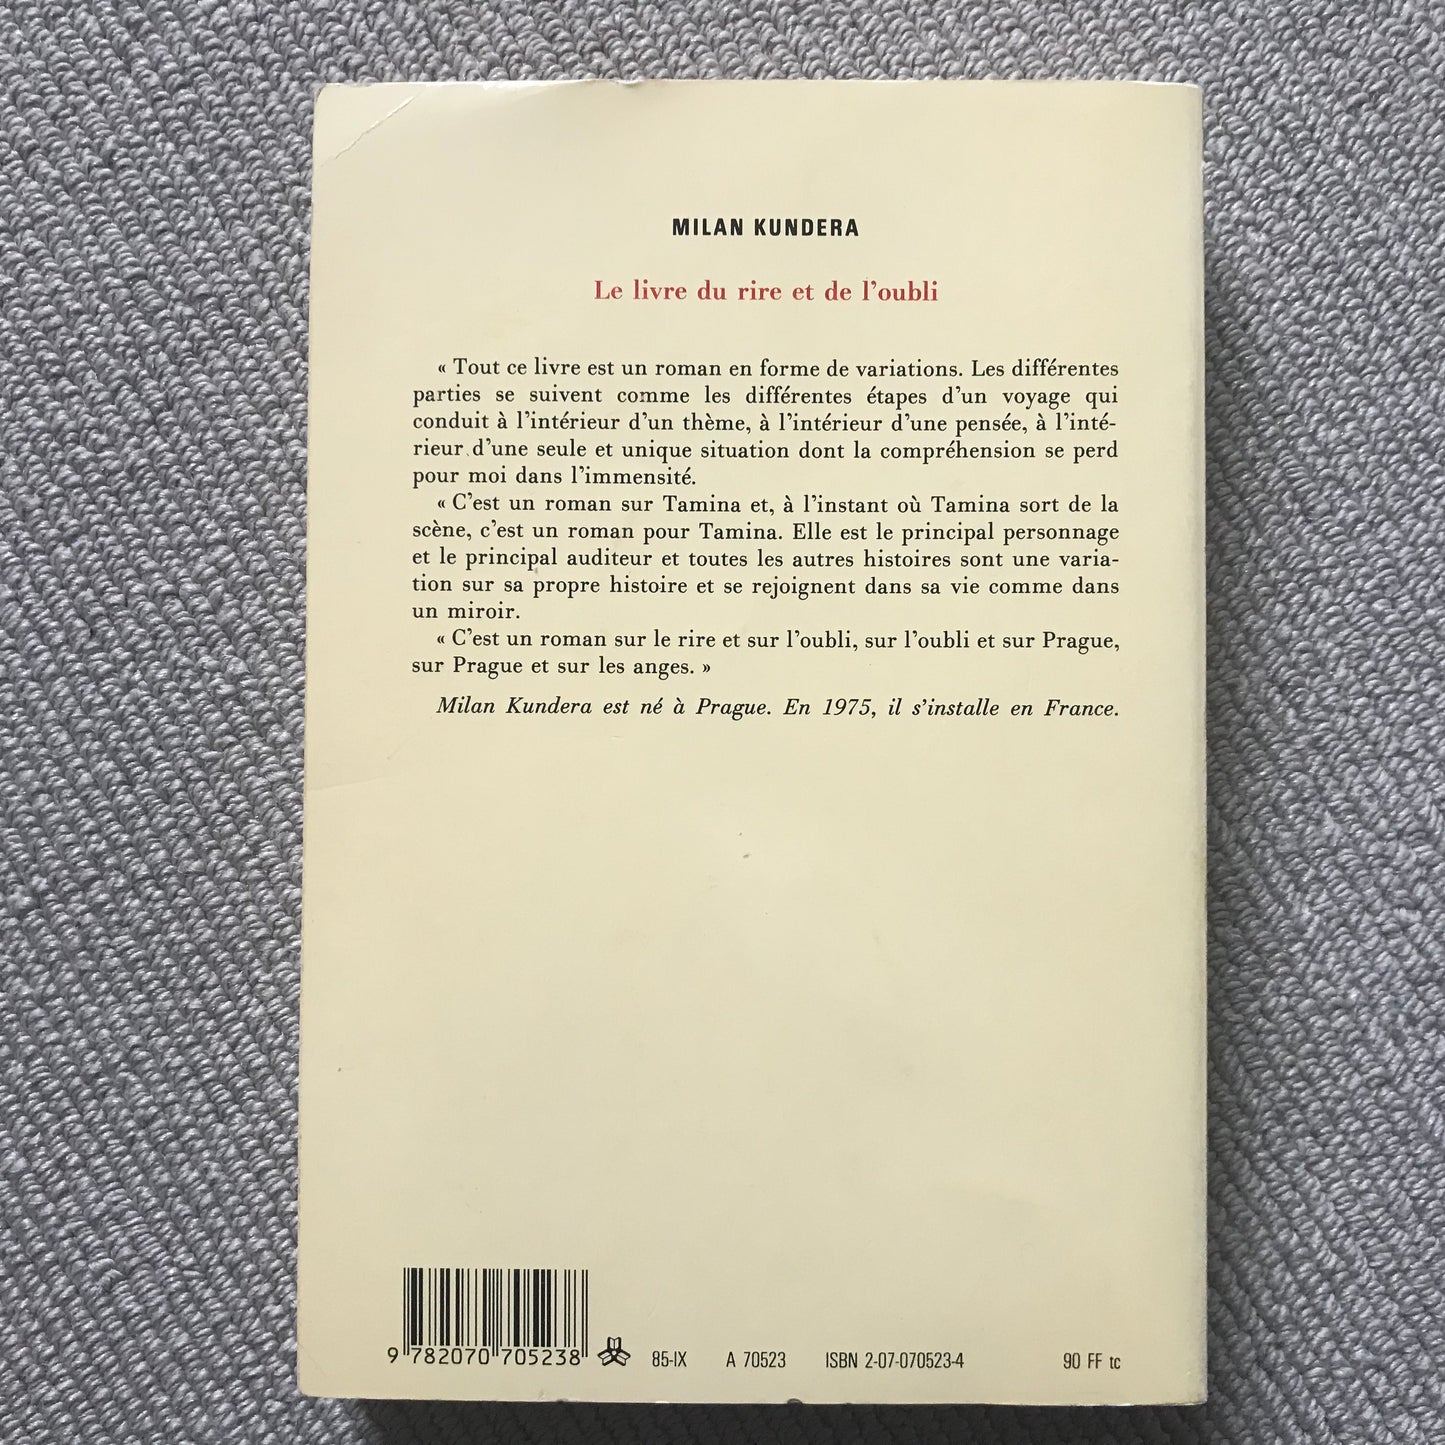 MILAN KUNDERA
Le livre du rire et de l'oubli
« Tout ce livre est un roman en forme de variations. Les différentes
parties se suivent comme les différentes étapes d'un voyage qui
conduit à l'intérieur d'un thème, à l'intérieur d'une pensée, à l'inté-
rieur d'une seule et unique situation dont la compréhension se perd
pour moi dans l'immensité.
« C'est un roman sur Tamina et, à l'instant où Tamina sort de la
scène, c'est un roman pour Tamina. Elle est le principal personnage
et le principal auditeur et toutes les autres histoires sont une varia-
tion sur sa propre histoire et se rejoignent dans sa vie comme dans
un miroir.
« C'est un roman sur le rire et sur l'oubli, sur l'oubli et sur Prague,
sur Prague et sur les anges. »
Milan Kundera est né à Prague. En 1975, il s'installe en France.
9 782070 705238 85-IX A 70523 ISBN 2-07-070523-4 90 FF tc